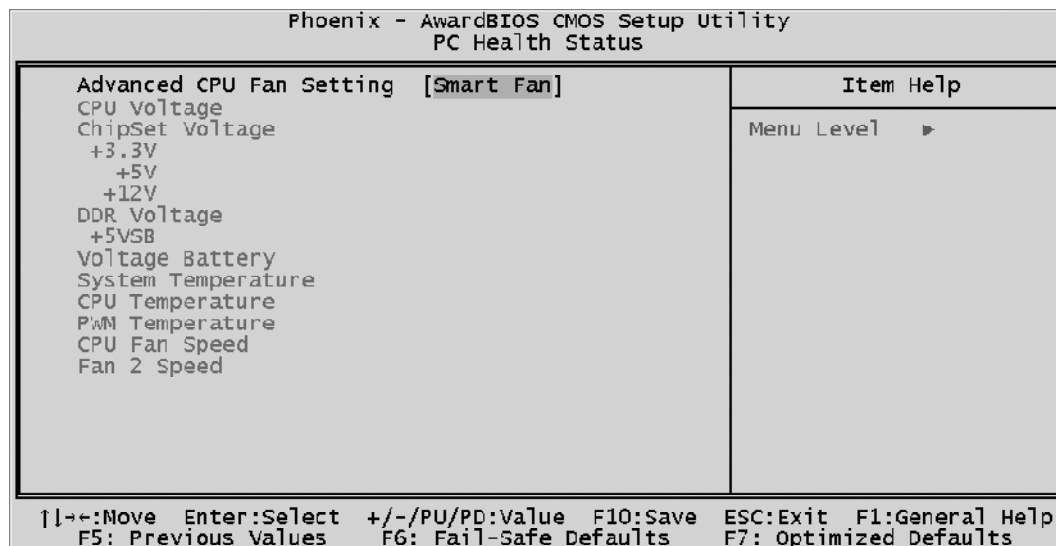 Phoenix - AwardBIOS CMOS Setup Utility
PC Health Status
Advanced CPU Fan Setting [Smart Fan]
CPU Voltage
ChipSet Voltage
+3.3V
+5V
+12V
DDR Voltage
+5VSB
Voltage Battery
System Temperature
CPU Temperature
PWM Temperature
CPU Fan Speed
Fan 2 Speed
Item Help
Menu Level ►
↑↓→←:Move Enter:Select +/-/PU/PD:Value F10:Save ESC:Exit F1:General Help
F5: Previous Values F6: Fail-Safe Defaults F7: Optimized Defaults